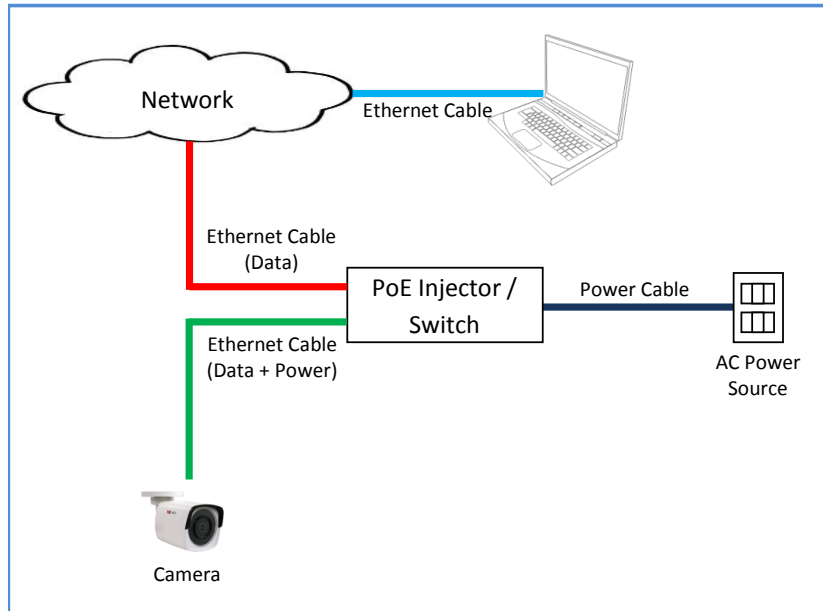 Network
Ethernet Cable
Ethernet Cable
(Data)
PoE Injector /
Switch
Power Cable
Ethernet Cable
(Data + Power)
AC Power
Source
Camera